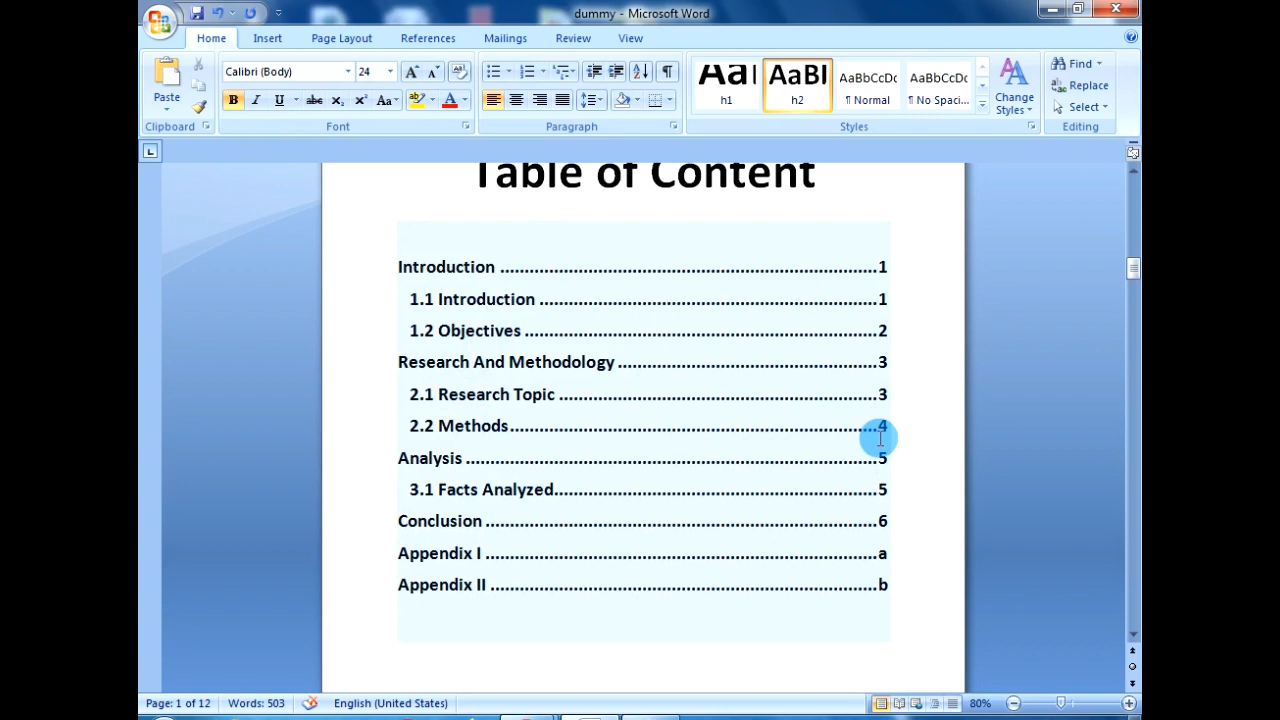 dummy - Microsoft Word
Home Insert Page Layout References Mailings Review View
Calibri (Body) 24
Paste
h1 h2 ¶ Normal ¶ No Spaci...
AaBI AaBbCcDc AaBbCcDc
Change Styles
Find
Replace
Select
Clipboard Font Paragraph Styles Editing
Table of Content
Introduction ............................................................................1
1.1 Introduction ....................................................................1
1.2 Objectives .......................................................................2
Research And Methodology ....................................................3
2.1 Research Topic ................................................................3
2.2 Methods..........................................................................4
Analysis ...................................................................................5
3.1 Facts Analyzed.................................................................5
Conclusion ...............................................................................6
Appendix I ...............................................................................a
Appendix II ..............................................................................b
Page: 1 of 12 Words: 503 English (United States) 80%